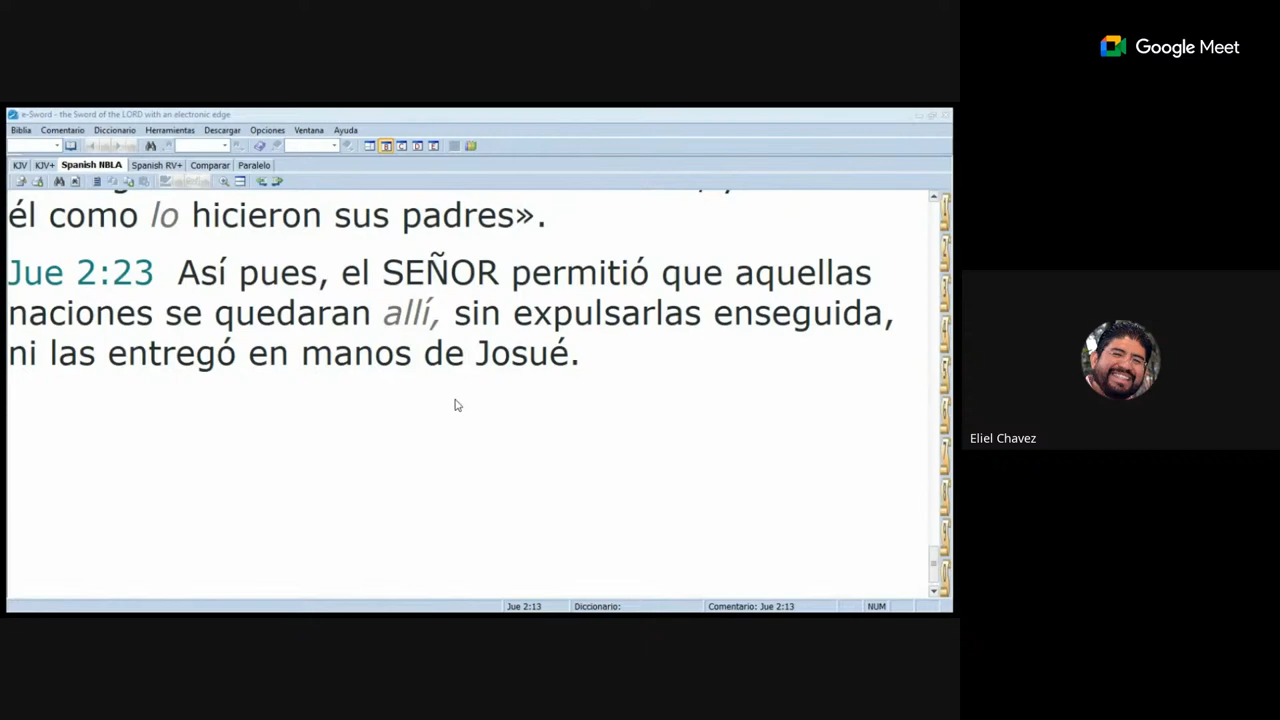 Google Meet
e-Sword - the Sword of the LORD with an electronic edge
Biblia Comentario Diccionario Herramientas Descargar Opciones Ventana Ayuda
KJV KJV+ Spanish NBLA Spanish RV+ Comparar Paralelo
él como lo hicieron sus padres».
Jue 2:23 Así pues, el SEÑOR permitió que aquellas
naciones se quedaran allí, sin expulsarlas enseguida,
ni las entregó en manos de Josué.
Eliel Chavez
Jue 2:13 Diccionario: Comentario: Jue 2:13 NUM